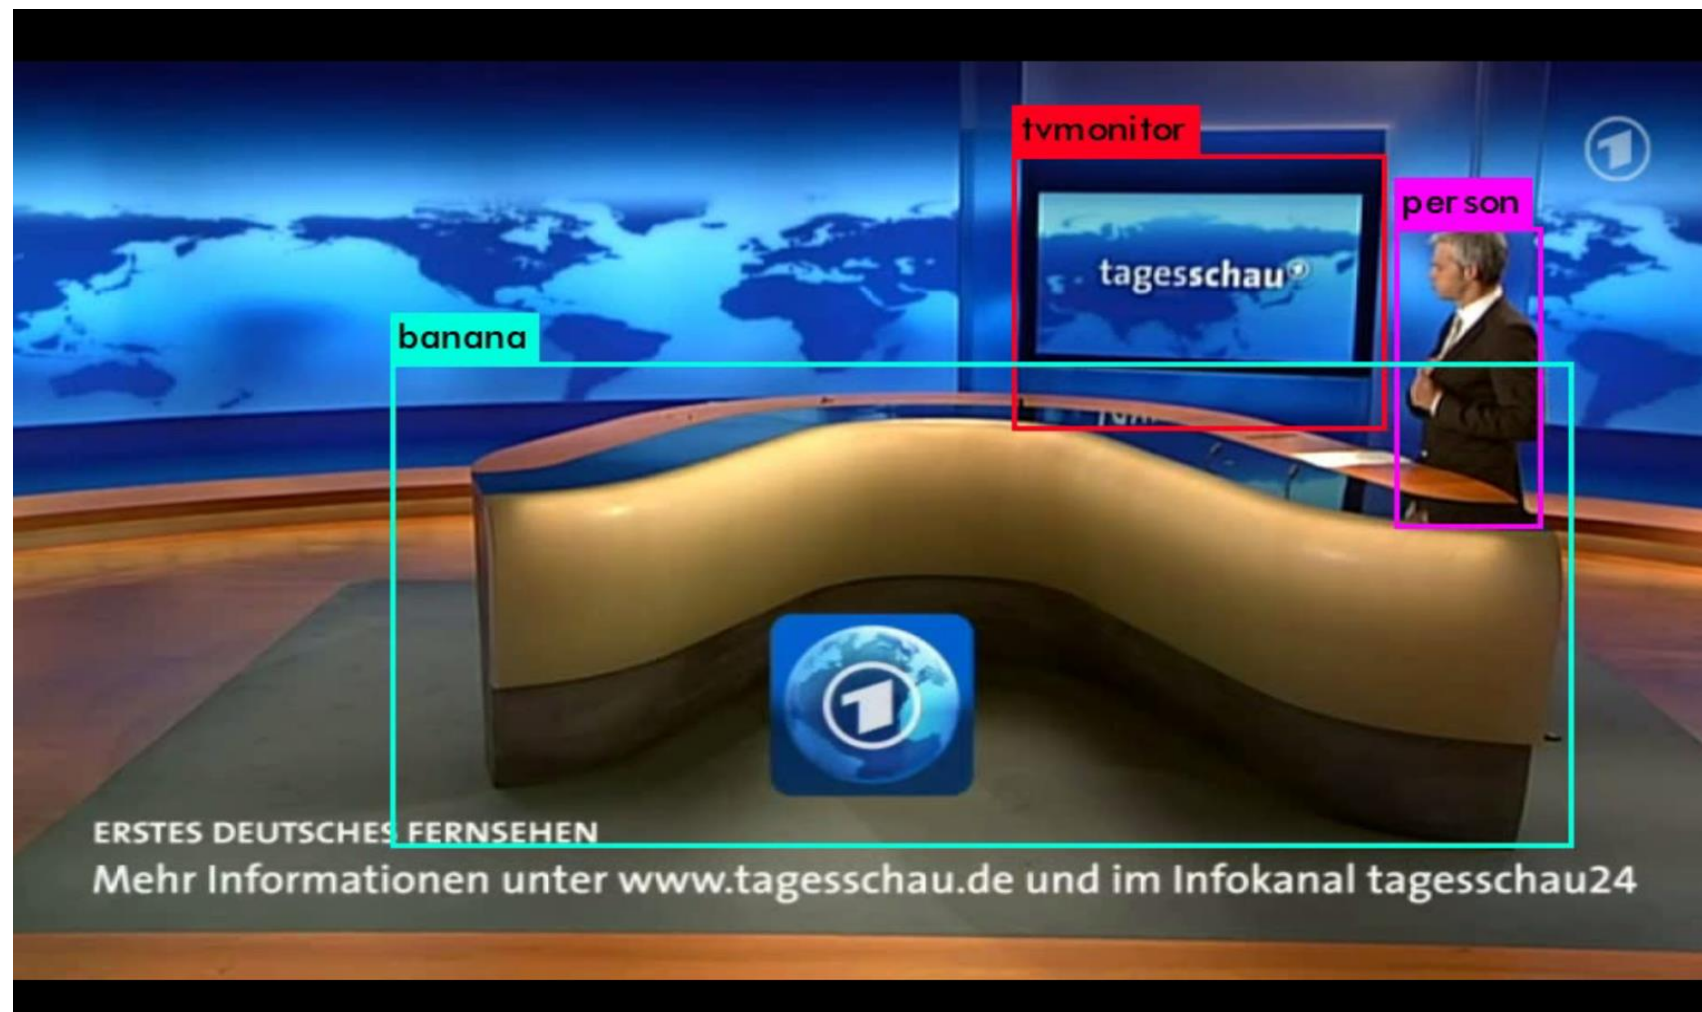 tvmonitor
person
tagesschau
banana
ERSTES DEUTSCHES FERNSEHEN
Mehr Informationen unter www.tagesschau.de und im Infokanal tagesschau24